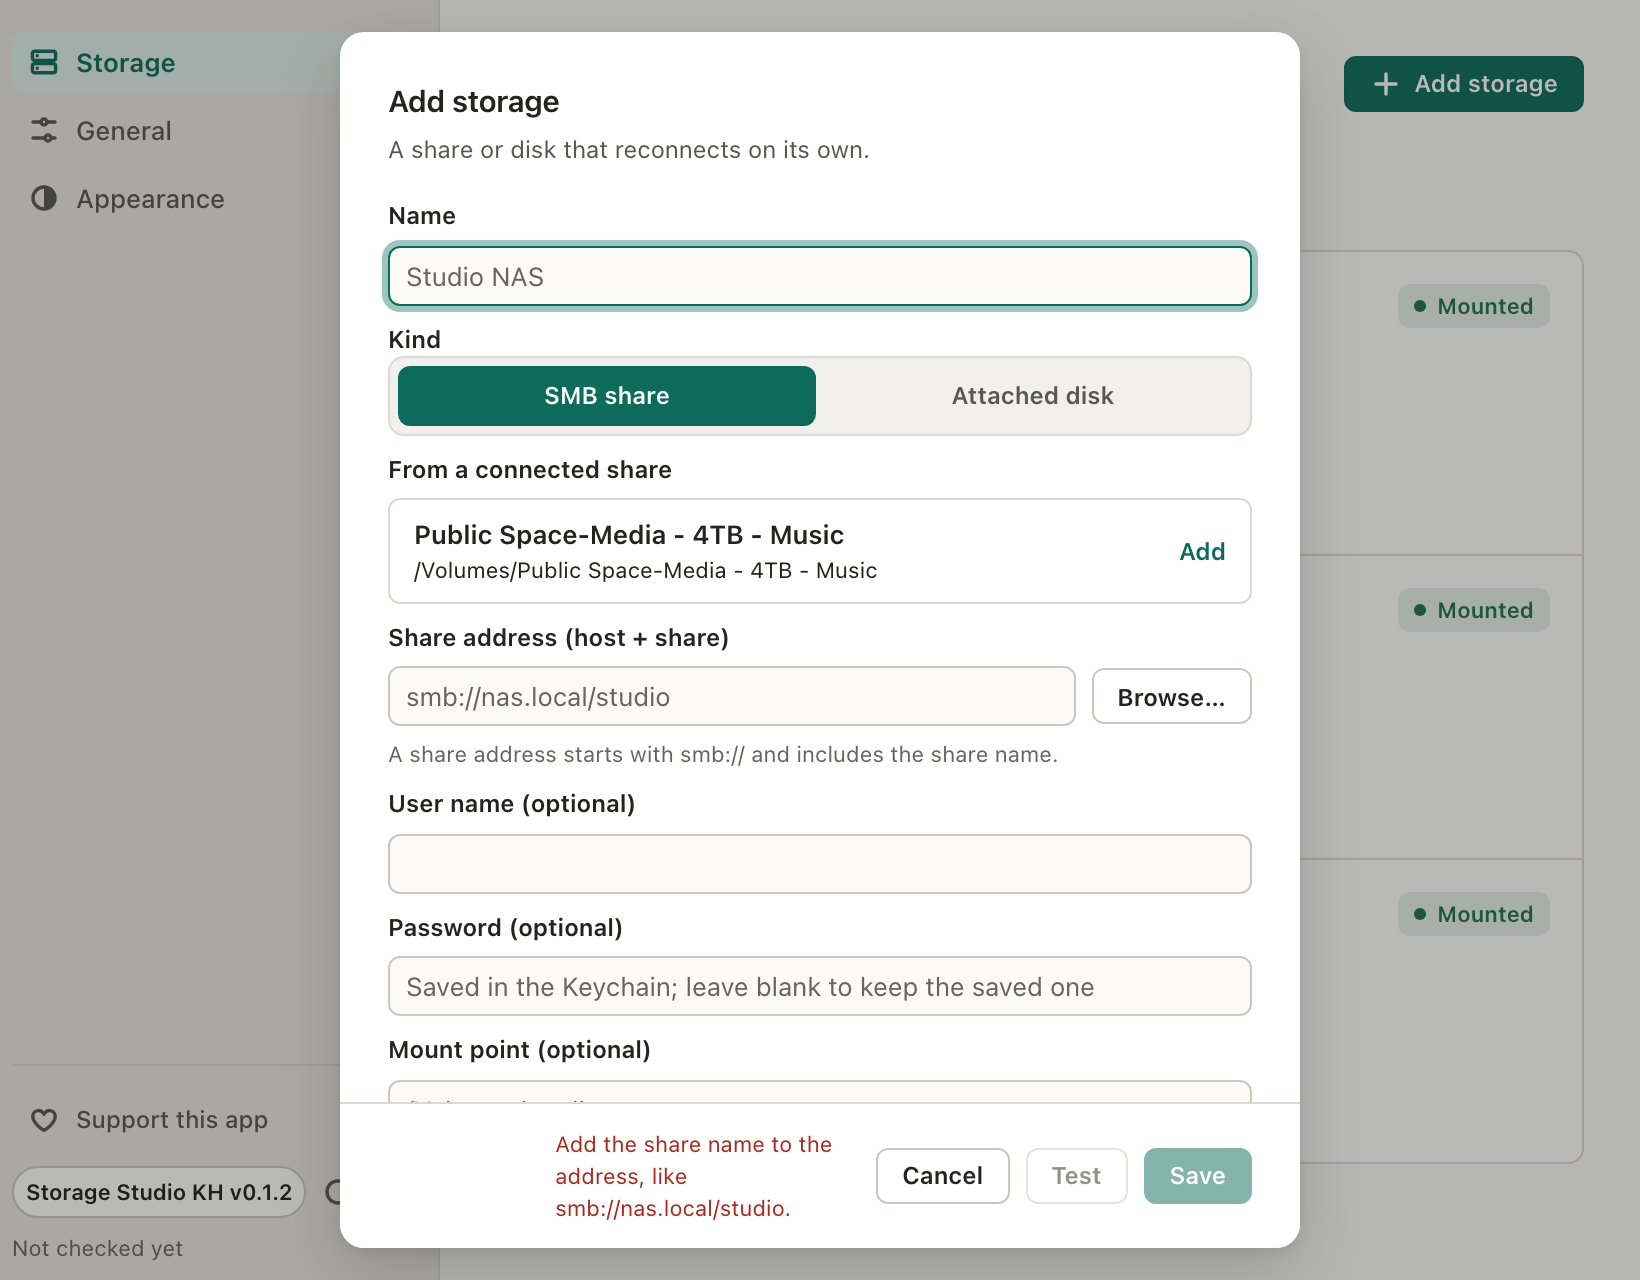 Storage
General
Appearance
Support this app
Storage Studio KH v0.1.2
Not checked yet
Add storage
Mounted
Mounted
Mounted
Add storage
A share or disk that reconnects on its own.
Name
Studio NAS
Kind
SMB share
Attached disk
From a connected share
Public Space-Media - 4TB - Music
/Volumes/Public Space-Media - 4TB - Music
Add
Share address (host + share)
smb://nas.local/studio
Browse...
A share address starts with smb:// and includes the share name.
User name (optional)
Password (optional)
Saved in the Keychain; leave blank to keep the saved one
Mount point (optional)
Add the share name to the
address, like
smb://nas.local/studio.
Cancel
Test
Save